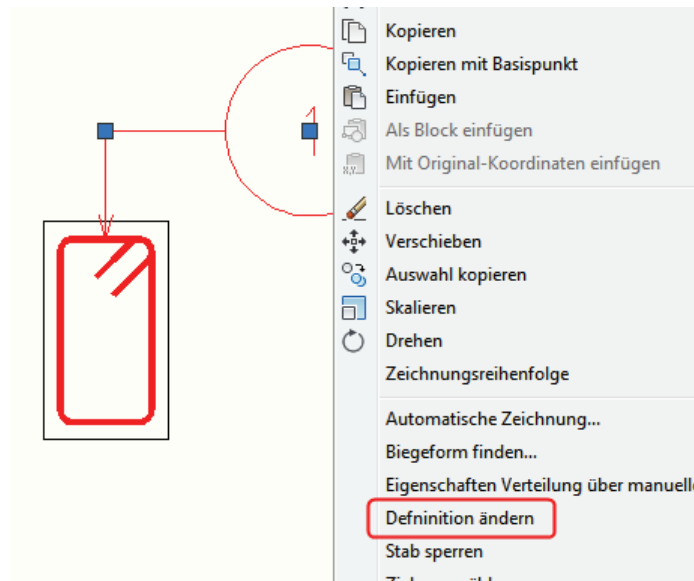 1
Kopieren
Kopieren mit Basispunkt
Einfügen
Als Block einfügen
Mit Original-Koordinaten einfügen
Löschen
Verschieben
Auswahl kopieren
Skalieren
Drehen
Zeichnungsreihenfolge
Automatische Zeichnung...
Biegeform finden...
Eigenschaften Verteilung über manuelle
Defninition ändern
Stab sperren